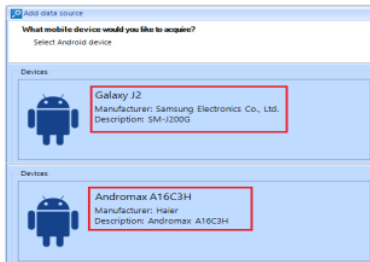 Add data source
What mobile device would you like to acquire?
Select Android device
Devices
Galaxy J2
Manufacturer: Samsung Electronics Co., Ltd.
Description: SM-J200G
Devices
Andromax A16C3H
Manufacturer: Haier
Description: Andromax A16C3H